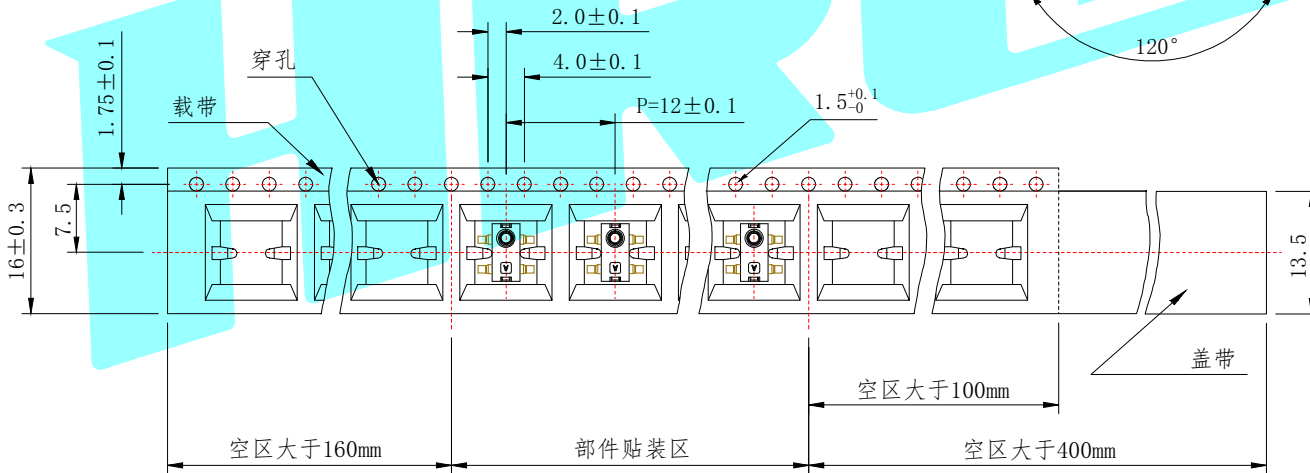 2.0±0.1
120°
穿孔
4.0±0.1
1.75±0.1
载带
P=12±0.1
1.5+0.1-0
16±0.3
7.5
13.5
A
A
A
盖带
空区大于100mm
空区大于160mm
部件贴装区
空区大于400mm